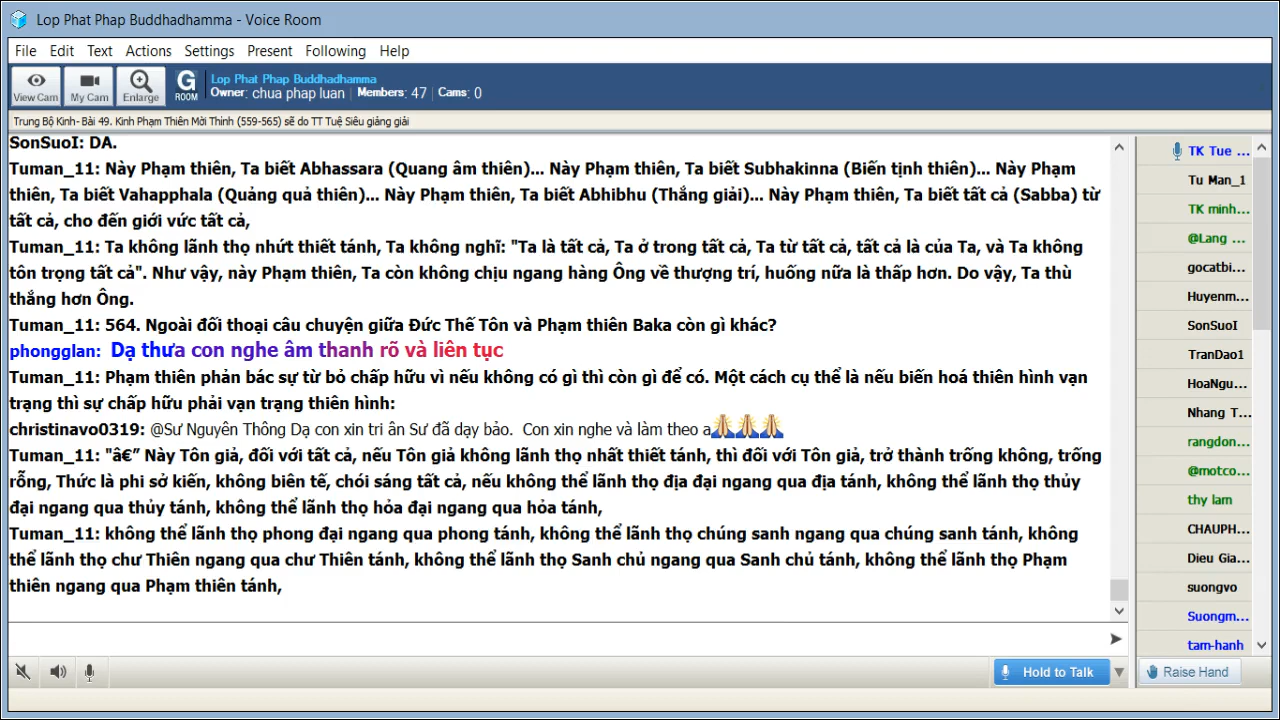 Lop Phat Phap Buddhadhamma - Voice Room
File Edit Text Actions Settings Present Following Help
View Cam My Cam Enlarge G ROOM
Lop Phat Phap Buddhadhamma
Owner: chua phap luan | Members: 47 | Cams: 0
Trung Bộ Kinh- Bài 49. Kinh Phạm Thiên Mời Thỉnh (559-565) sẽ do TT Tuệ Siêu giảng giải
SonSuoI: DA.
Tuman_11: Này Phạm thiên, Ta biết Abhassara (Quang âm thiên)... Này Phạm thiên, Ta biết Subhakinna (Biến tịnh thiên)... Này Phạm
thiên, Ta biết Vahapphala (Quảng quả thiên)... Này Phạm thiên, Ta biết Abhibhu (Thắng giải)... Này Phạm thiên, Ta biết tất cả (Sabba) từ
tất cả, cho đến giới vức tất cả,
Tuman_11: Ta không lãnh thọ nhứt thiết tánh, Ta không nghĩ: "Ta là tất cả, Ta ở trong tất cả, Ta từ tất cả, tất cả là của Ta, và Ta không
tôn trọng tất cả". Như vậy, này Phạm thiên, Ta còn không chịu ngang hàng Ông về thượng trí, huống nữa là thấp hơn. Do vậy, Ta thù
thắng hơn Ông.
Tuman_11: 564. Ngoài đối thoại câu chuyện giữa Đức Thế Tôn và Phạm thiên Baka còn gì khác?
phongglan: Dạ thưa con nghe âm thanh rõ và liên tục
Tuman_11: Phạm thiên phản bác sự từ bỏ chấp hữu vì nếu không có gì thì còn gì để có. Một cách cụ thể là nếu biến hoá thiên hình vạn
trạng thì sự chấp hữu phải vạn trạng thiên hình:
christinavo0319: @Sư Nguyên Thông Dạ con xin tri ân Sư đã dạy bảo. Con xin nghe và làm theo ạ🙏🙏🙏
Tuman_11: "â€” Này Tôn giả, đối với tất cả, nếu Tôn giả không lãnh thọ nhất thiết tánh, thì đối với Tôn giả, trở thành trống không, trống
rỗng, Thức là phi sở kiến, không biên tế, chói sáng tất cả, nếu không thể lãnh thọ địa đại ngang qua địa tánh, không thể lãnh thọ thủy
đại ngang qua thủy tánh, không thể lãnh thọ hỏa đại ngang qua hỏa tánh,
Tuman_11: không thể lãnh thọ phong đại ngang qua phong tánh, không thể lãnh thọ chúng sanh ngang qua chúng sanh tánh, không
thể lãnh thọ chư Thiên ngang qua chư Thiên tánh, không thể lãnh thọ Sanh chủ ngang qua Sanh chủ tánh, không thể lãnh thọ Phạm
thiên ngang qua Phạm thiên tánh,
TK Tue ...
Tu Man_1
TK minh...
@Lang ...
gocatbi...
Huyenm...
SonSuoI
TranDao1
HoaNgu...
Nhang T...
rangdon...
@motco...
thy lam
CHAUPH...
Dieu Gia...
suongvo
Suongm...
tam-hanh
Hold to Talk
Raise Hand